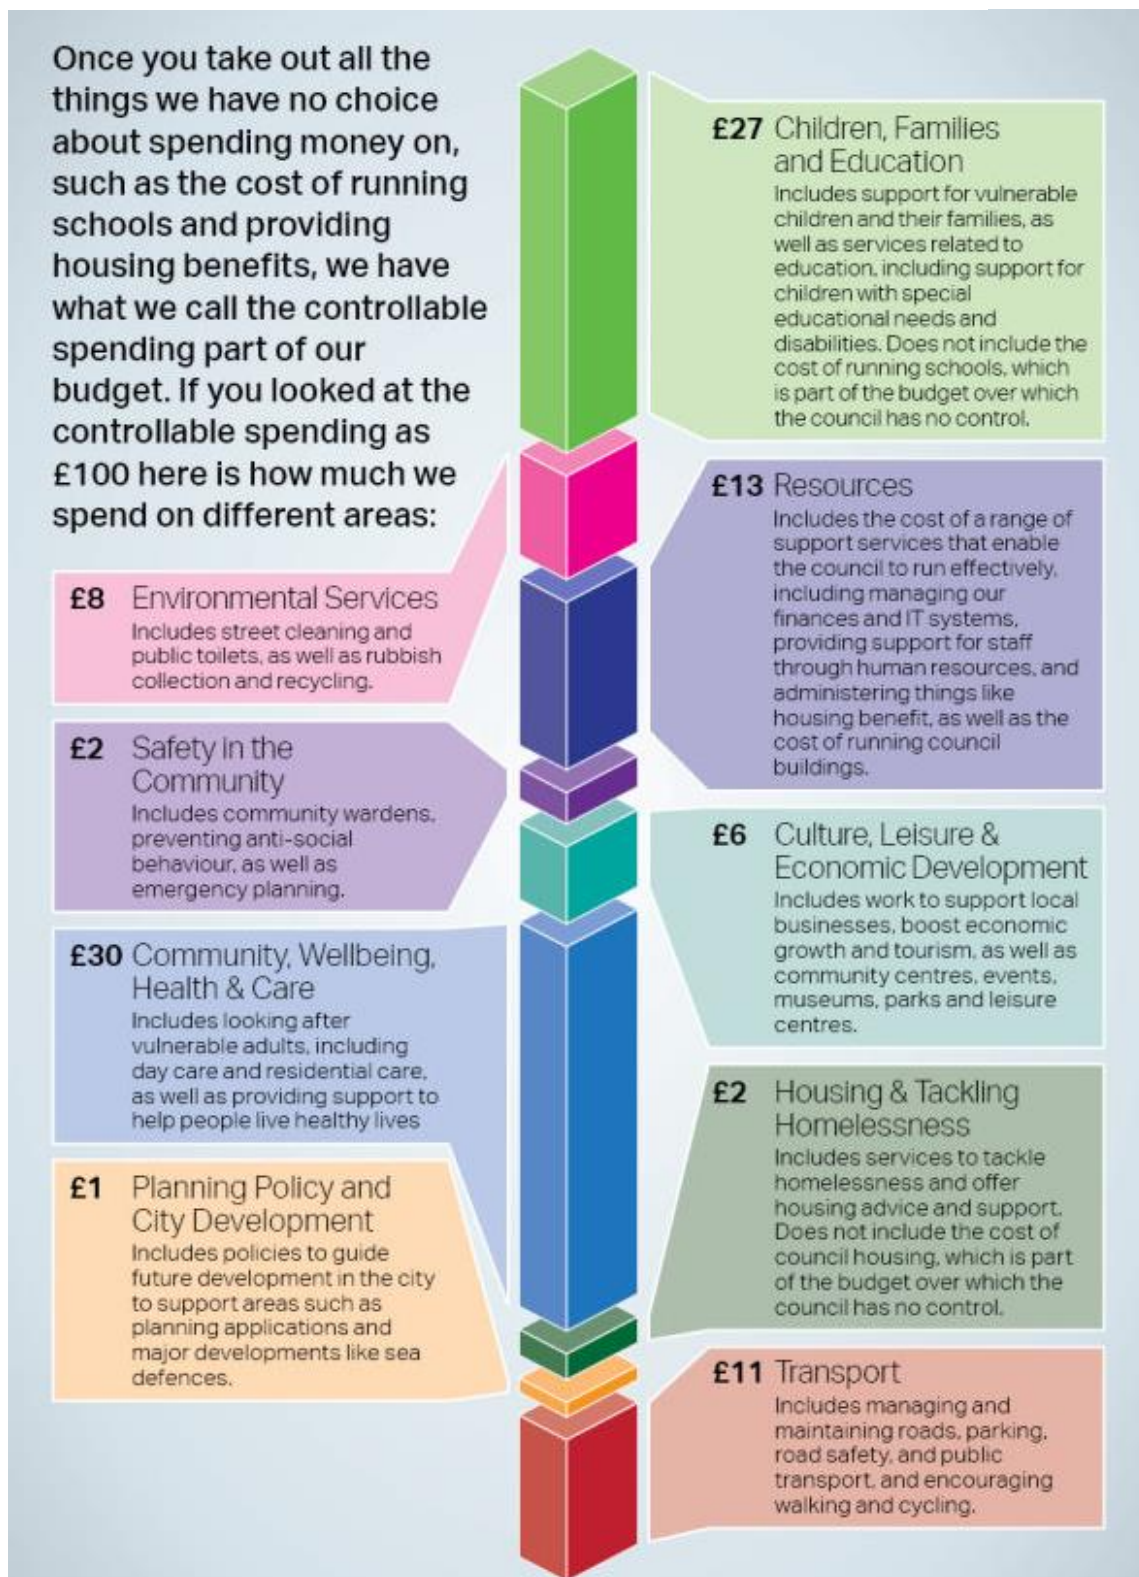 Once you take out all the
things we have no choice
about spending money on,
such as the cost of running
schools and providing
housing benefits, we have
what we call the controllable
spending part of our
budget. If you looked at the
controllable spending as
£100 here is how much we
spend on different areas:
£27 Children, Families
and Education
Includes support for vulnerable
children and their families, as
well as services related to
education, including support for
children with special
educational needs and
disabilities. Does not include the
cost of running schools, which
is part of the budget over which
the council has no control.
£8 Environmental Services
Includes street cleaning and
public toilets, as well as rubbish
collection and recycling.
£13 Resources
Includes the cost of a range of
support services that enable
the council to run effectively,
including managing our
finances and IT systems,
providing support for staff
through human resources, and
administering things like
housing benefit, as well as the
cost of running council
buildings.
£2 Safety in the
Community
Includes community wardens,
preventing anti-social
behaviour, as well as
emergency planning.
£6 Culture, Leisure &
Economic Development
Includes work to support local
businesses, boost economic
growth and tourism, as well as
community centres, events,
museums, parks and leisure
centres.
£30 Community, Wellbeing,
Health & Care
Includes looking after
vulnerable adults, including
day care and residential care,
as well as providing support to
help people live healthy lives
£2 Housing & Tackling
Homelessness
Includes services to tackle
homelessness and offer
housing advice and support.
Does not include the cost of
council housing, which is part
of the budget over which the
council has no control.
£1 Planning Policy and
City Development
Includes policies to guide
future development in the city
to support areas such as
planning applications and
major developments like sea
defences.
£11 Transport
Includes managing and
maintaining roads, parking,
road safety, and public
transport, and encouraging
walking and cycling.